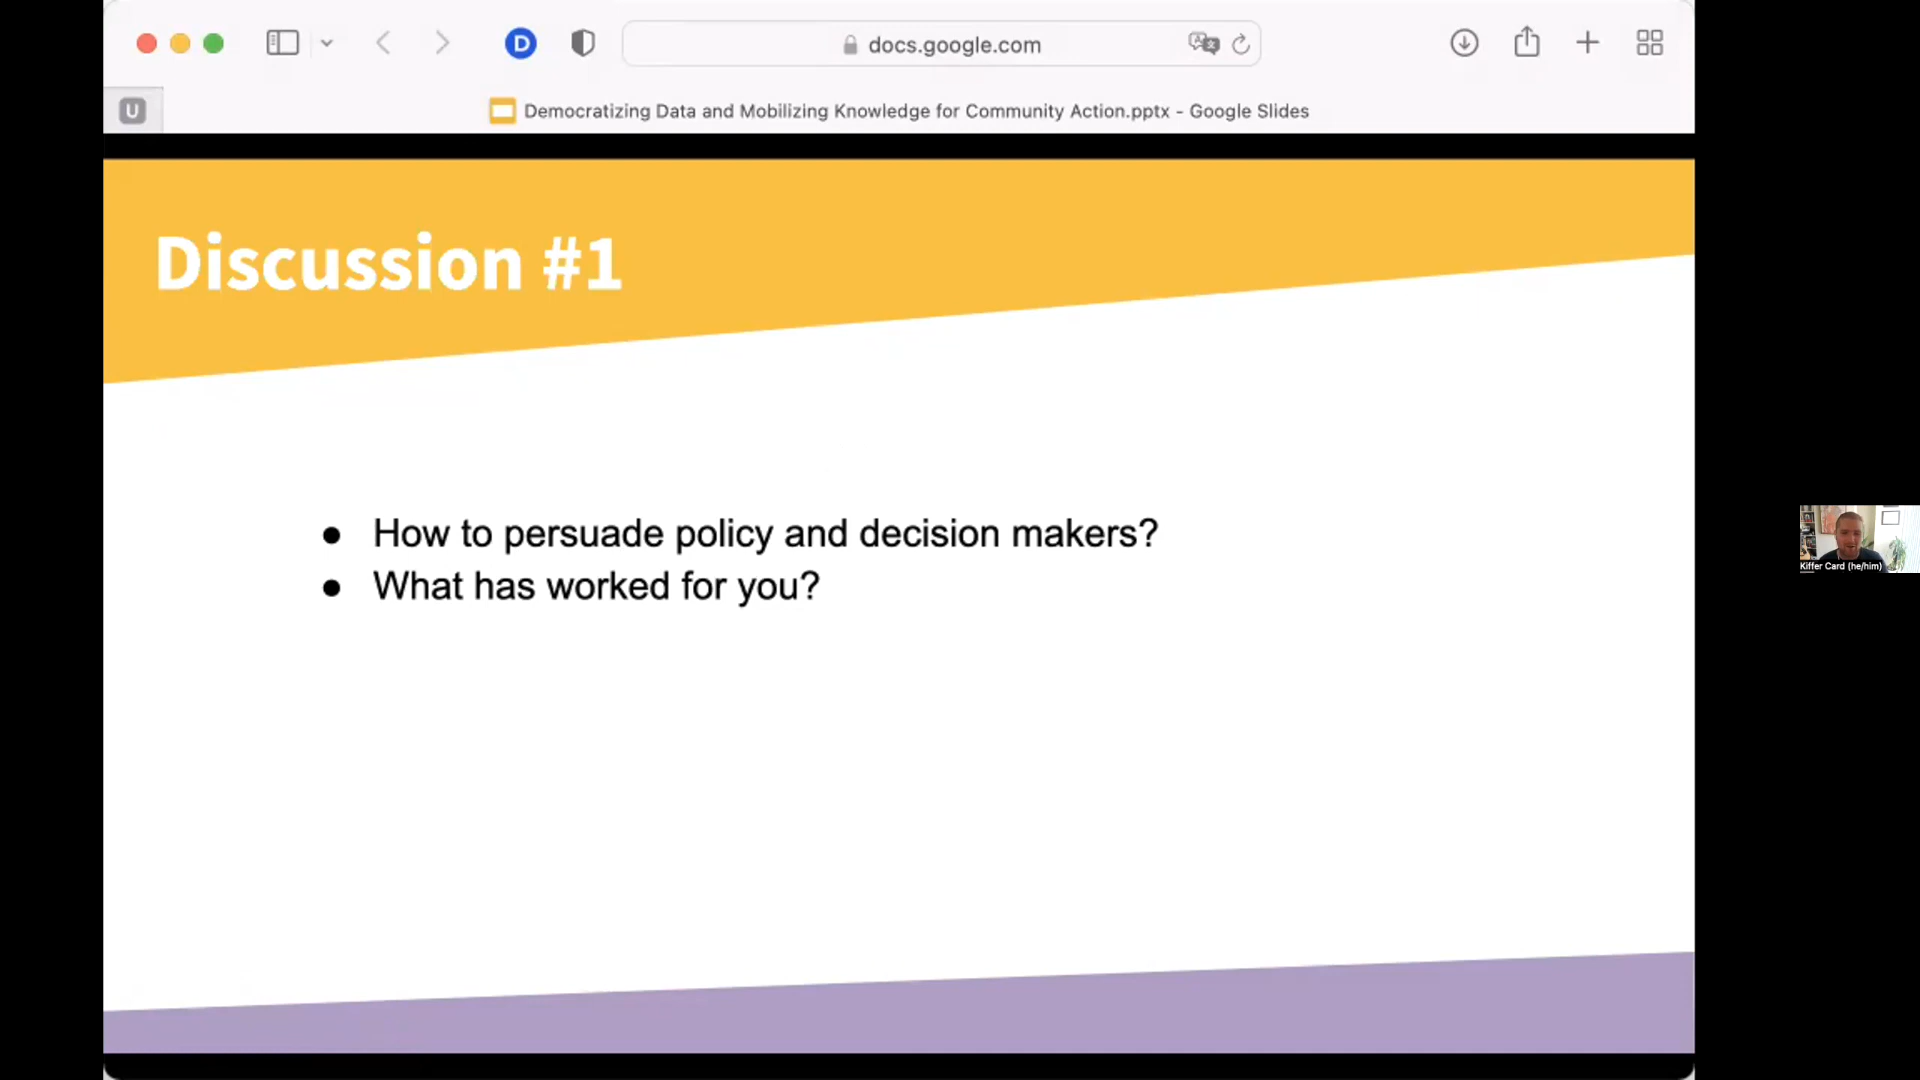 D
docs.google.com
U
Democratizing Data and Mobilizing Knowledge for Community Action.pptx - Google Slides
Discussion #1
● How to persuade policy and decision makers?
● What has worked for you?
Kiffer Card (he/him)